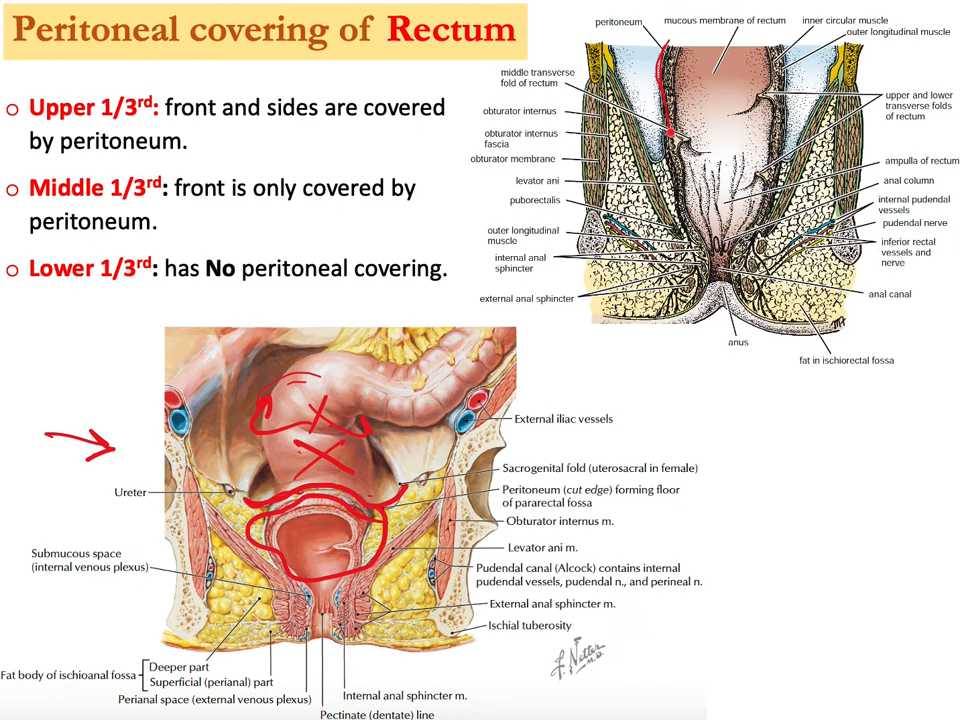 Peritoneal covering of Rectum
o Upper 1/3rd: front and sides are covered
by peritoneum.
o Middle 1/3rd: front is only covered by
peritoneum.
o Lower 1/3rd: has No peritoneal covering.
peritoneum
mucous membrane of rectum
inner circular muscle
outer longitudinal muscle
middle transverse
fold of rectum
obturator internus
obturator internus
fascia
obturator membrane
levator ani
puborectalis
outer longitudinal
muscle
internal anal
sphincter
external anal sphincter
upper and lower
transverse folds
of rectum
ampulla of rectum
anal column
internal pudendal
vessels
pudendal nerve
inferior rectal
vessels and
nerve
anal canal
anus
fat in ischiorectal fossa
External iliac vessels
Sacrogenital fold (uterosacral in female)
Peritoneum (cut edge) forming floor
of pararectal fossa
Obturator internus m.
Levator ani m.
Pudendal canal (Alcock) contains internal
pudendal vessels, pudendal n., and perineal n.
External anal sphincter m.
Ischial tuberosity
Ureter
Submucous space
(internal venous plexus)
Fat body of ischioanal fossa
Deeper part
Superficial (perianal) part
Perianal space (external venous plexus)
Internal anal sphincter m.
Pectinate (dentate) line
F. Netter
M.D.